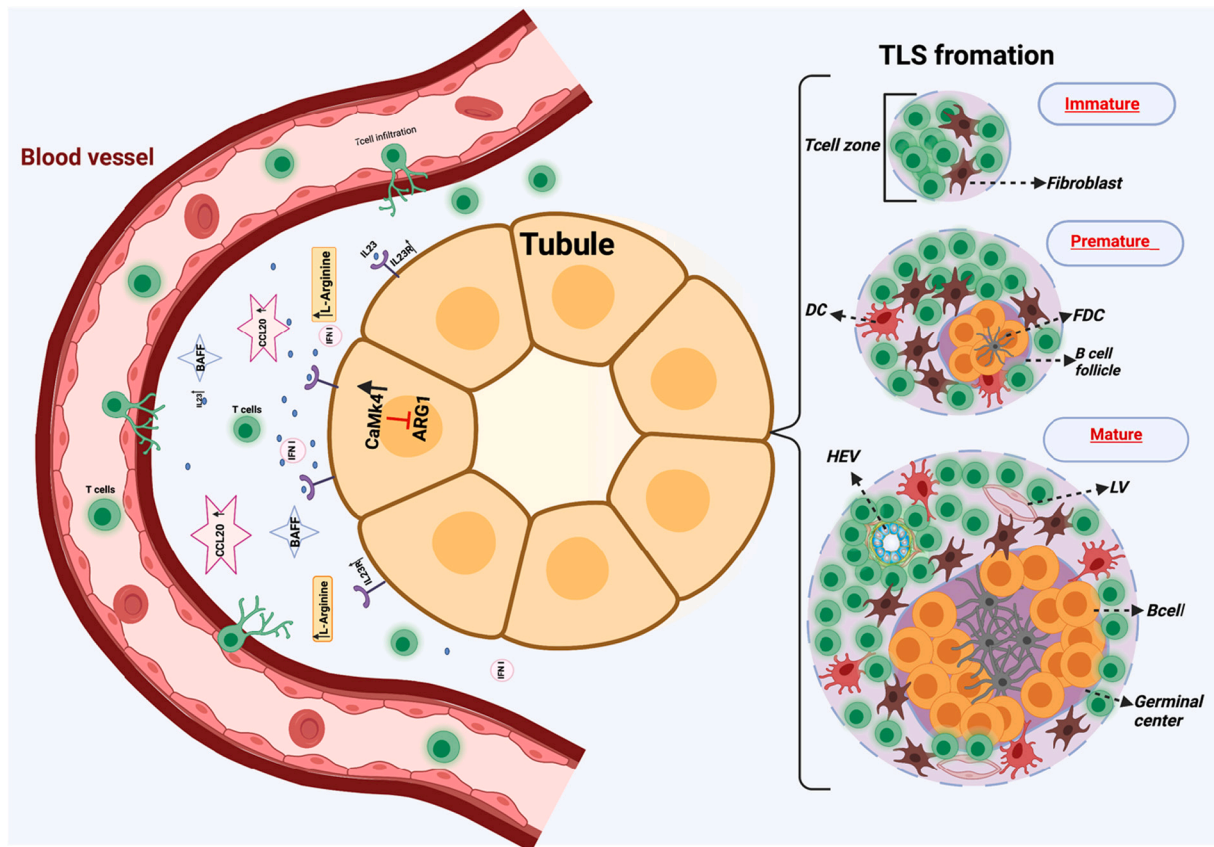 TLS fromation
Immature
Tcell zone
Fibroblast
Premature_
DC
FDC
B cell
follicle
Mature
HEV
LV
Bcell
Germinal
center
Blood vessel
Tcell infiltration
Tubule
IL23
IL23R
L-Arginine
IFN I
CCL20
BAFF
IL23
T cells
CaMk4
ARG1
IFN I
T cells
CCL20
BAFF
IL23R
L-Arginine
IFN I